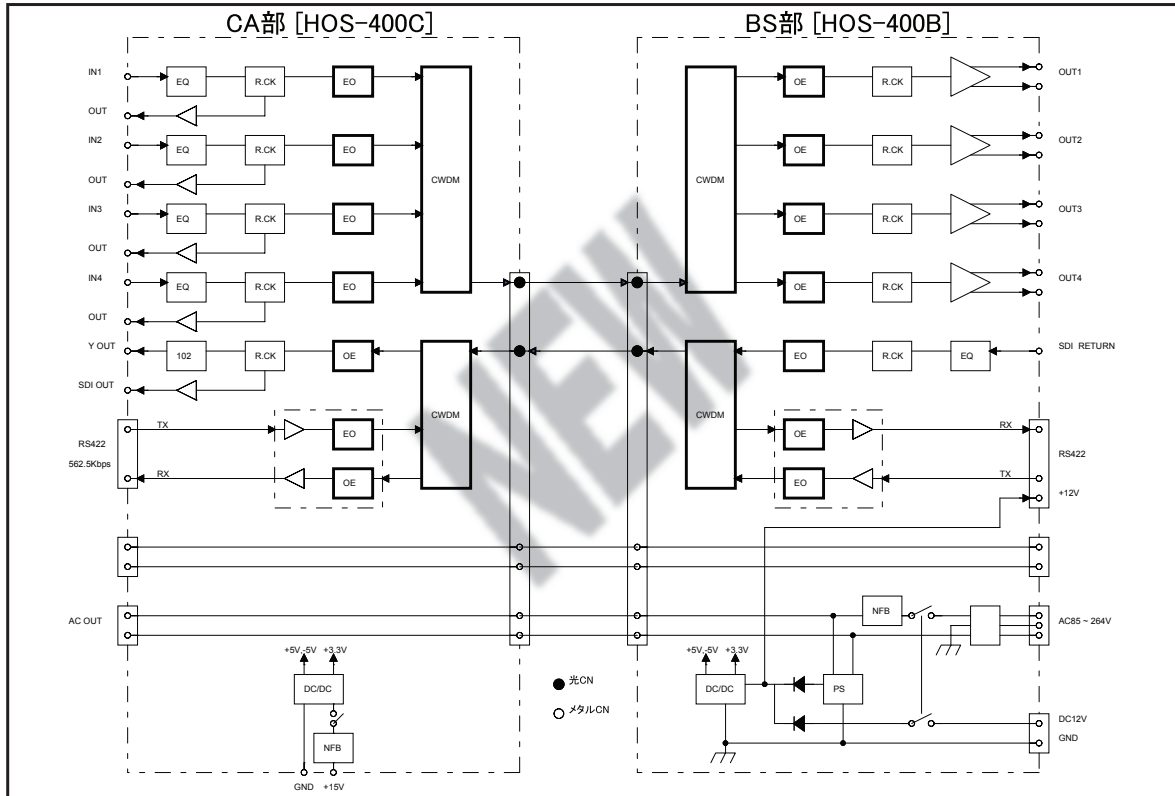 CA部 [HOS-400C]
BS部 [HOS-400B]
IN1
EQ
R.CK
EO
OUT
IN2
EQ
R.CK
EO
OUT
IN3
EQ
R.CK
EO
OUT
IN4
EQ
R.CK
EO
OUT
CWDM
Y OUT
102
R.CK
OE
SDI OUT
CWDM
RS422
562.5Kbps
TX
EO
RX
OE
AC OUT
+5V,-5V
+3.3V
DC/DC
NFB
GND
+15V
NEW
光CN
メタルCN
CWDM
OE
R.CK
OUT1
OE
R.CK
OUT2
OE
R.CK
OUT3
OE
R.CK
OUT4
CWDM
EO
R.CK
EQ
SDI RETURN
OE
RX
EO
TX
RS422
+12V
NFB
AC85 ~ 264V
+5V,-5V
+3.3V
DC/DC
PS
DC12V
GND